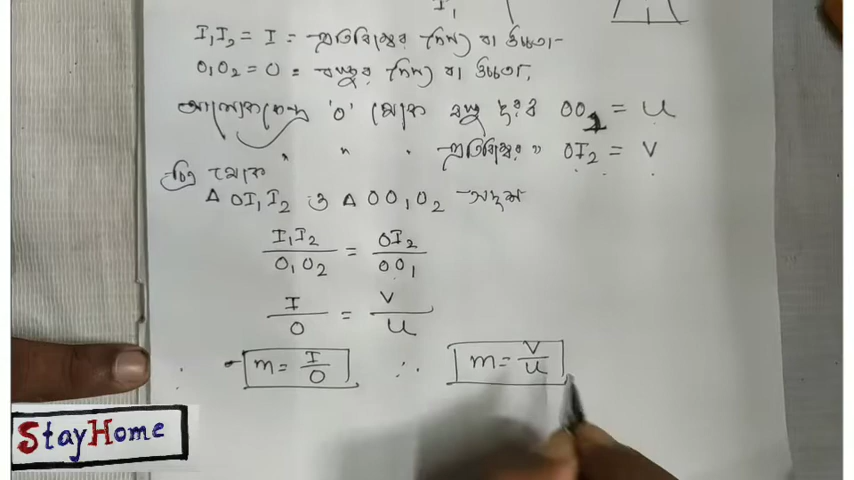 I₁
I₁I₂ = I = প্রতিবিম্বের দৈর্ঘ্য বা উচ্চতা
O₁O₂ = O = বস্তুর দৈর্ঘ্য বা উচ্চতা,
আলোককেন্দ্র 'O' থেকে বস্তু দূরত্ব OO₁ = u
" " " প্রতিবিম্বের " OI₂ = v
চিত্র থেকে
Δ OI₁I₂ ও Δ OO₁O₂ সদৃশ
I₁I₂ / O₁O₂ = OI₂ / OO₁
I / O = v / u
∴ m = I / O ∴ m = v / u
StayHome